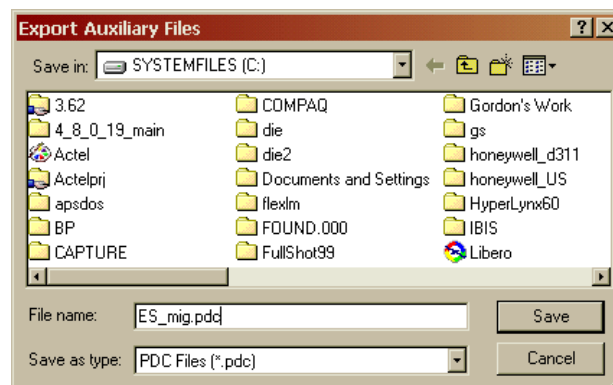 Export Auxiliary Files
Save in: SYSTEMFILES (C:)
3.62 COMPAQ Gordon's Work
4_8_0_19_main die gs
Actel die2 honeywell_d311
Actelprj Documents and Settings honeywell_US
apsdos flexlm HyperLynx60
BP FOUND.000 IBIS
CAPTURE FullShot99 Libero
File name: ES_mig.pdc Save
Save as type: PDC Files (*.pdc) Cancel